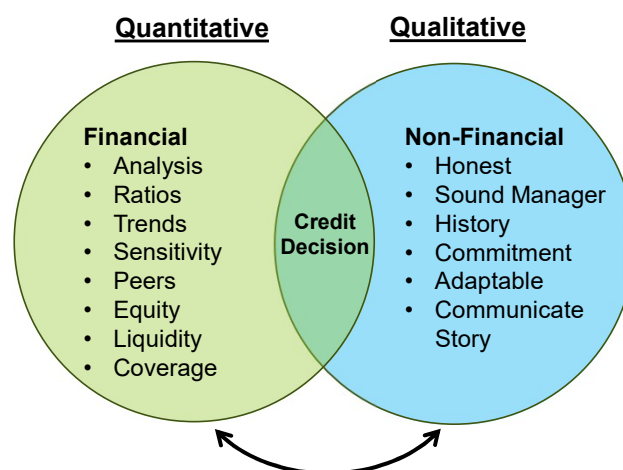 Quantitative
Qualitative
Financial
• Analysis
• Ratios
• Trends
• Sensitivity
• Peers
• Equity
• Liquidity
• Coverage
Credit
Decision
Non-Financial
• Honest
• Sound Manager
• History
• Commitment
• Adaptable
• Communicate
Story